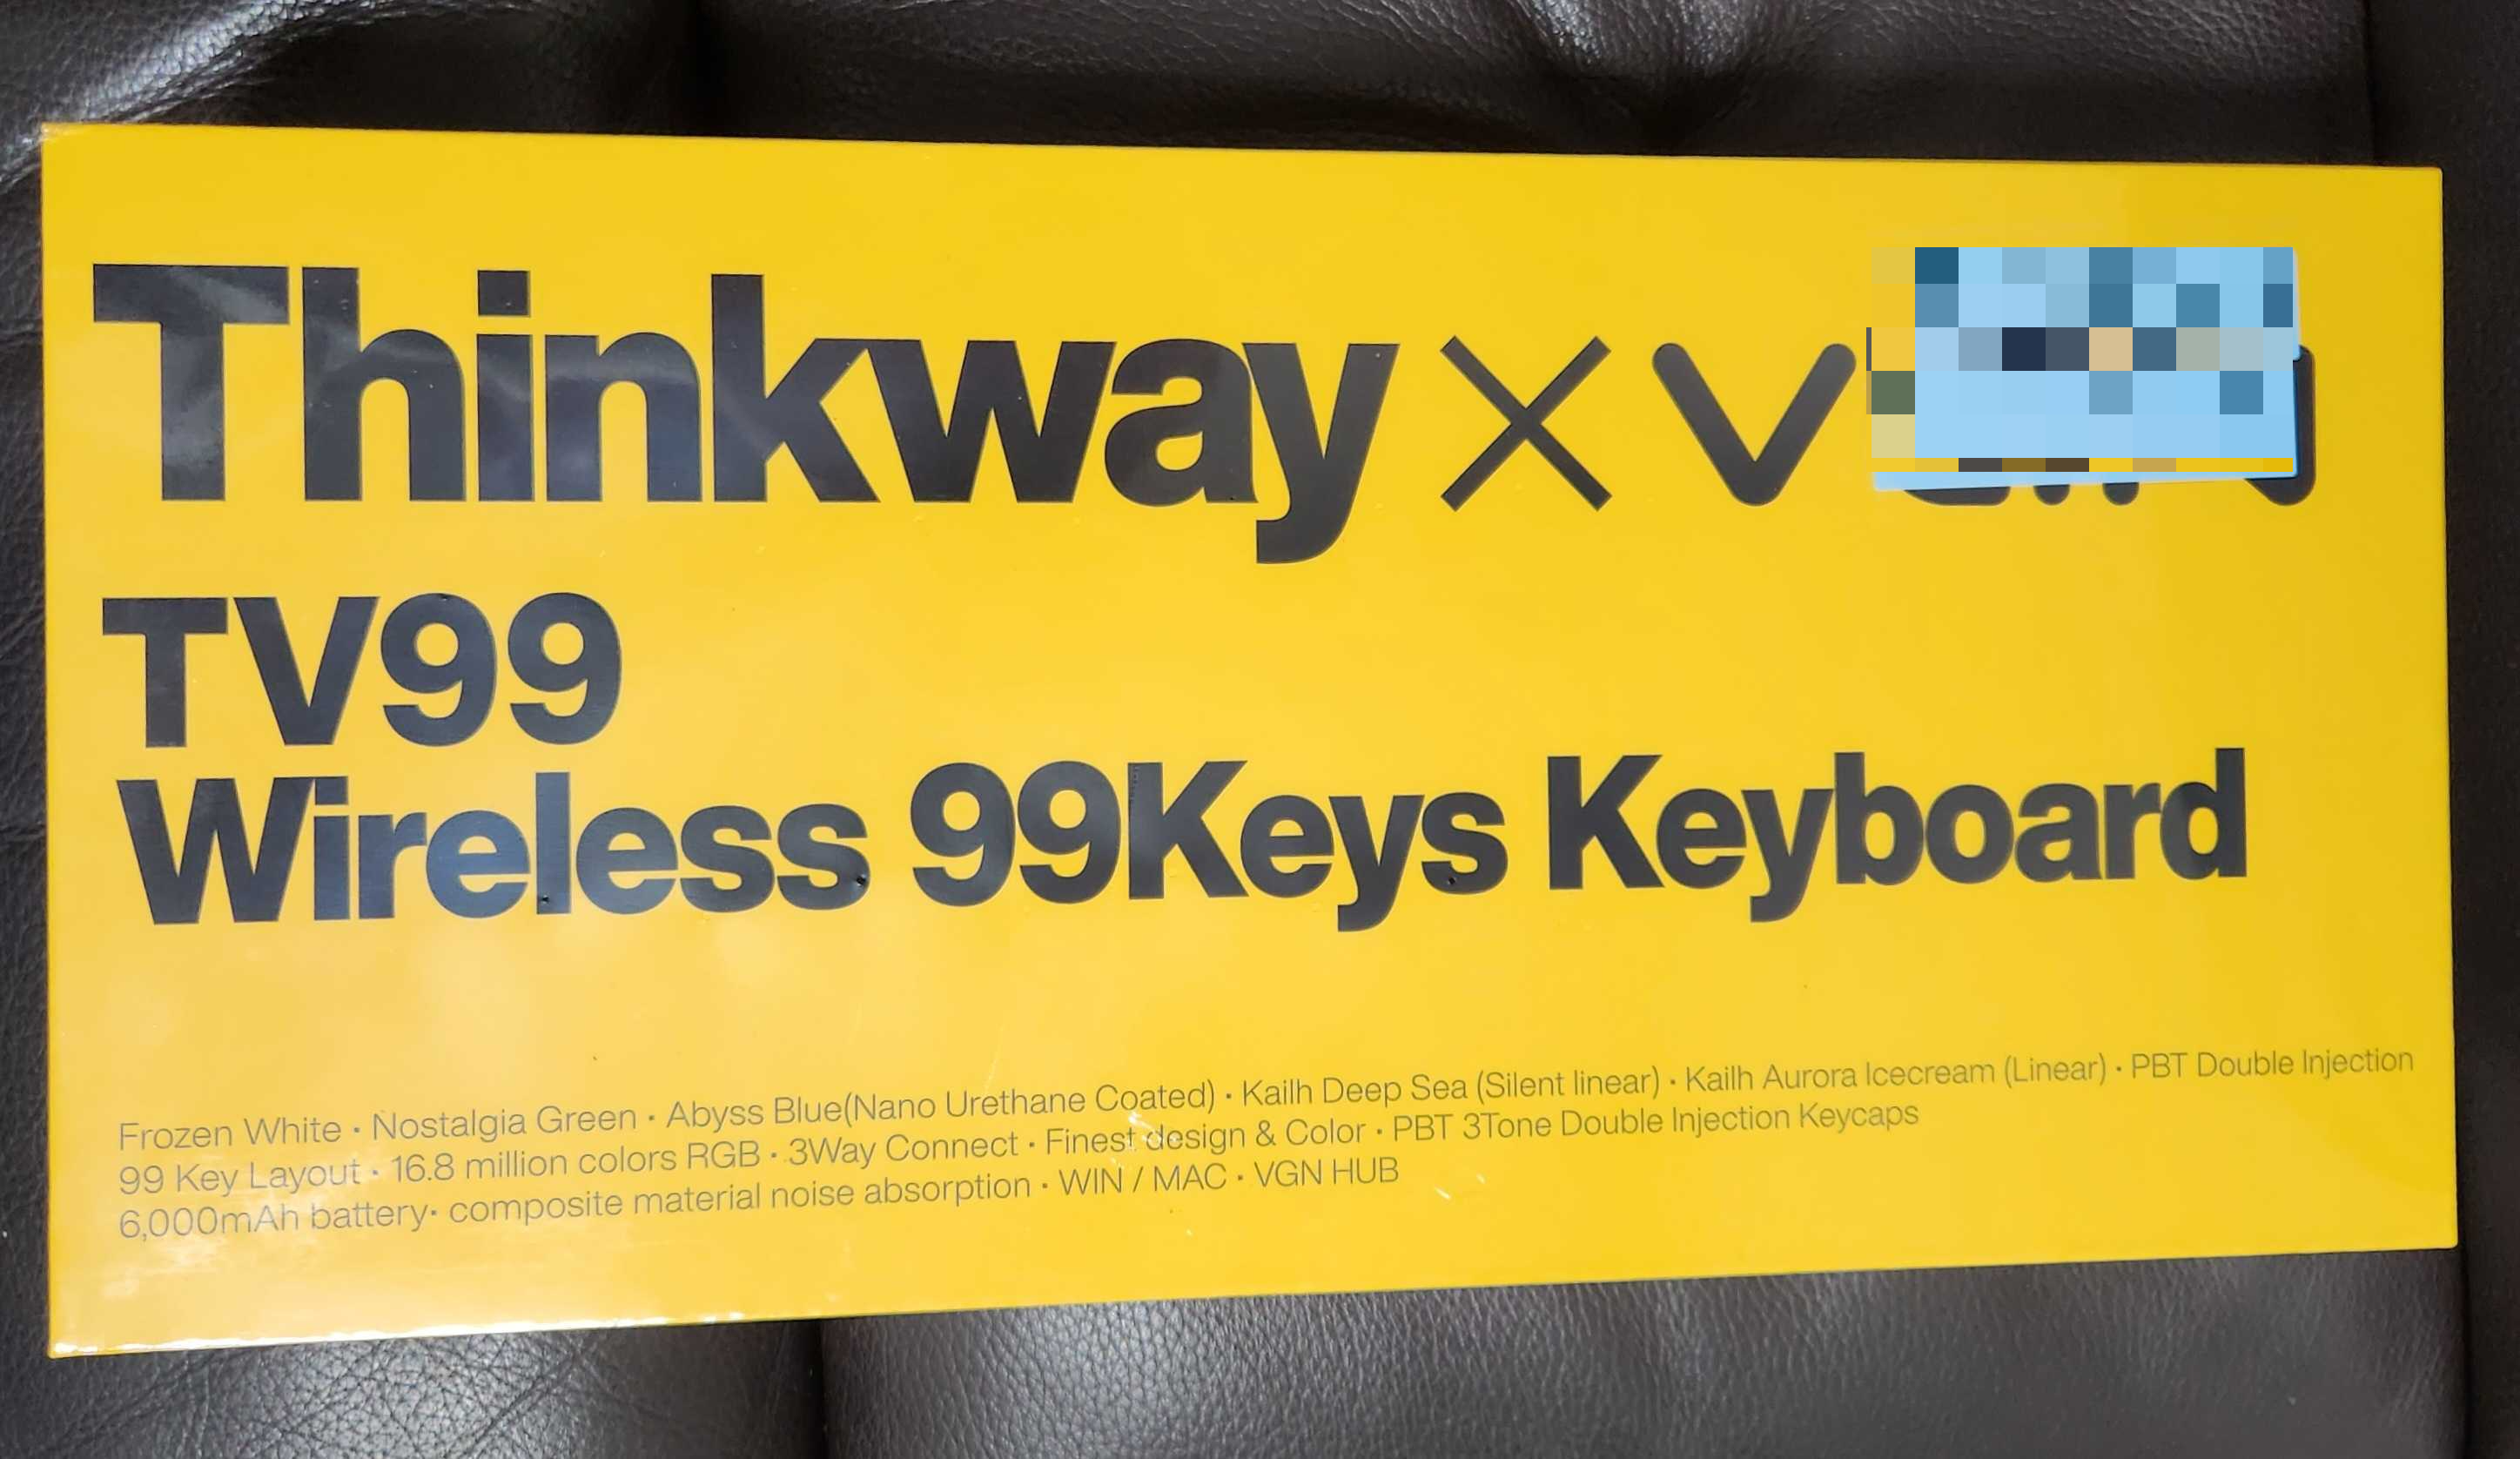 Thinkway × V
TV99
Wireless 99Keys Keyboard
Frozen White · Nostalgia Green · Abyss Blue(Nano Urethane Coated) · Kailh Deep Sea (Silent linear) · Kailh Aurora Icecream (Linear) · PBT Double Injection
99 Key Layout · 16.8 million colors RGB · 3Way Connect · Finest design & Color · PBT 3Tone Double Injection Keycaps
6,000mAh battery· composite material noise absorption · WIN / MAC · VGN HUB